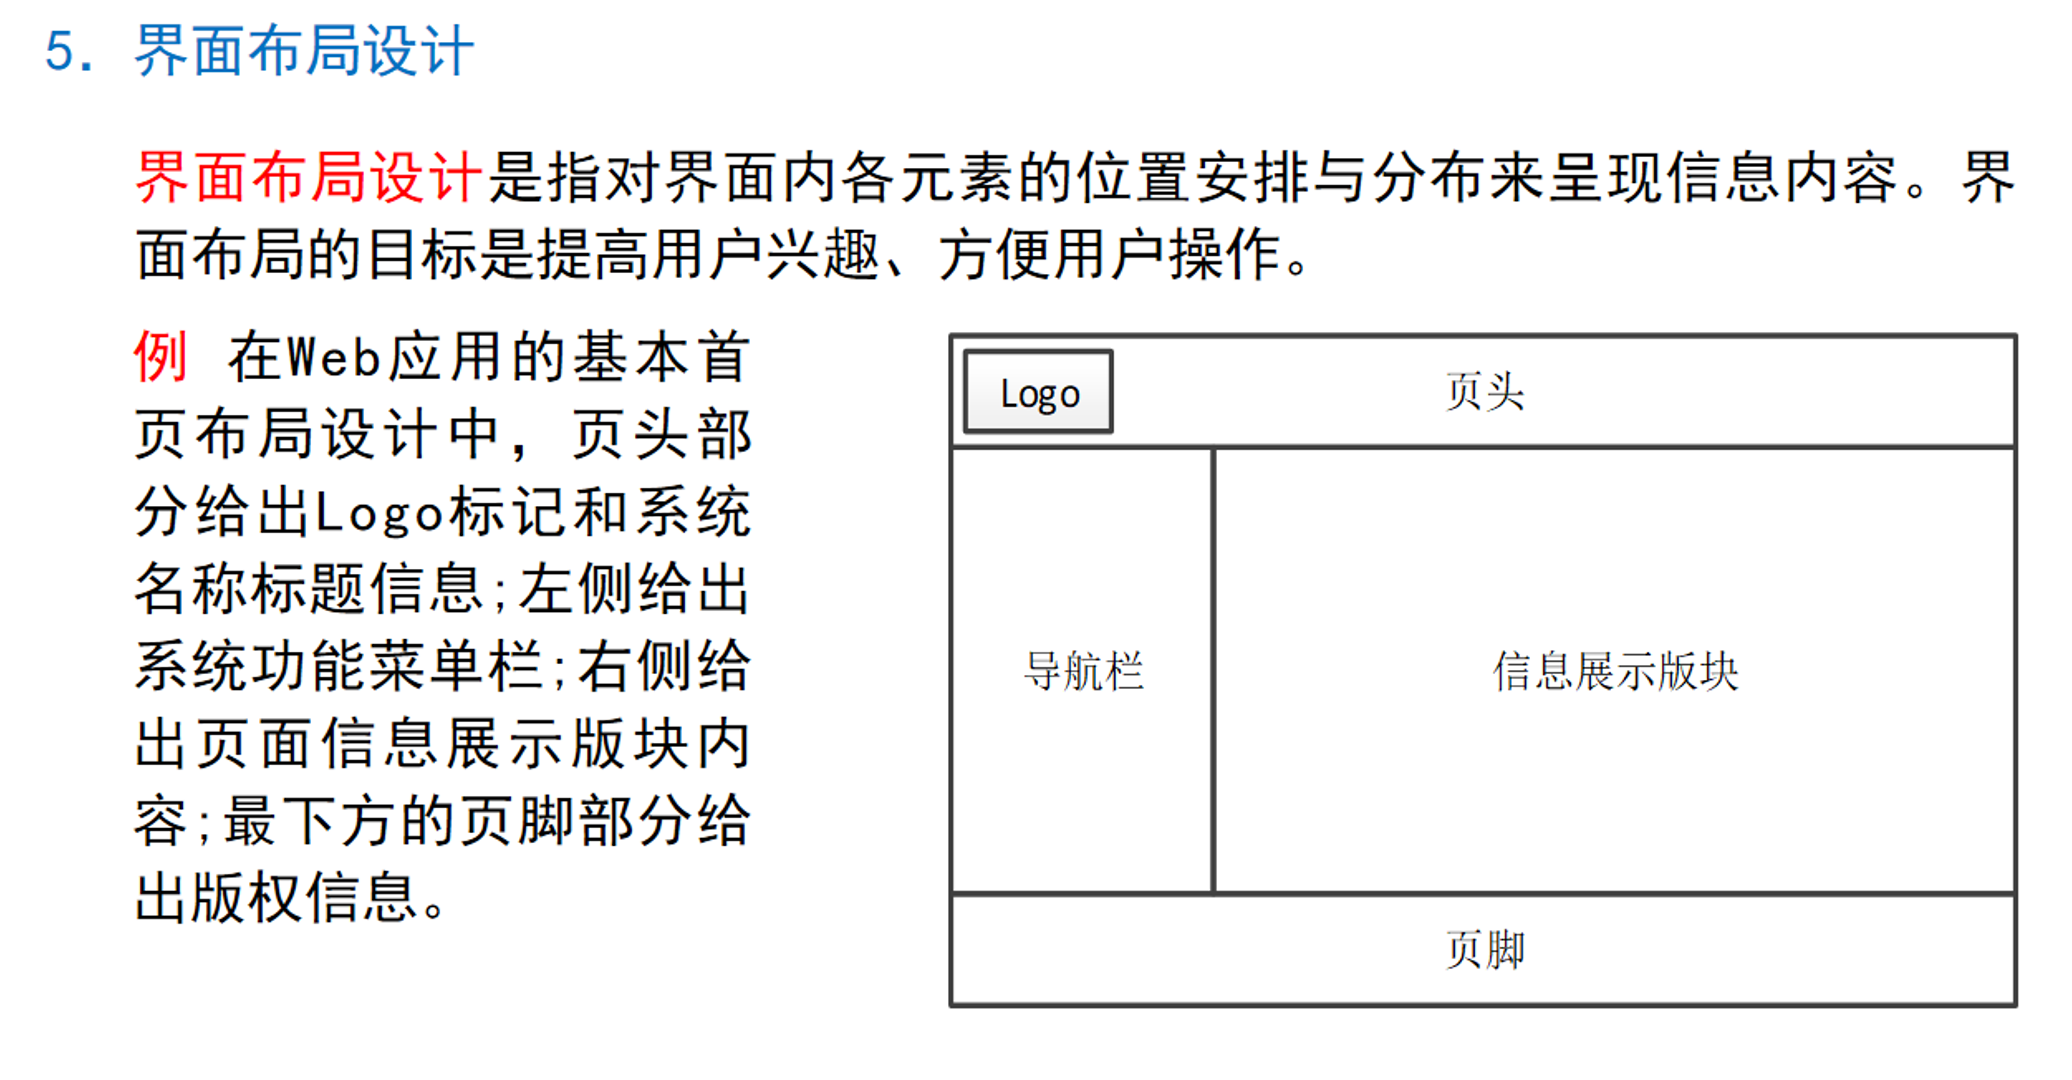 5. 界面布局设计
界面布局设计是指对界面内各元素的位置安排与分布来呈现信息内容。界
面布局的目标是提高用户兴趣、方便用户操作。
例 在Web应用的基本首
页布局设计中，页头部
分给出Logo标记和系统
名称标题信息;左侧给出
系统功能菜单栏;右侧给
出页面信息展示版块内
容;最下方的页脚部分给
出版权信息。
Logo
页头
导航栏
信息展示版块
页脚